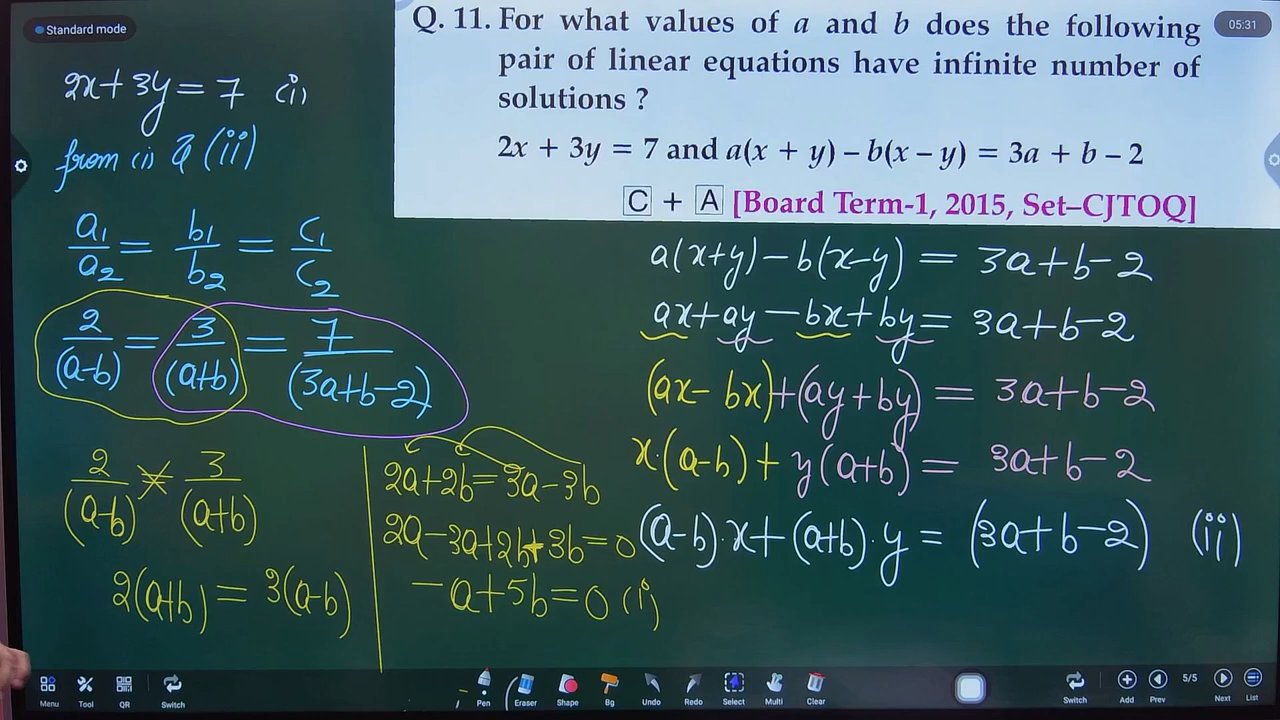 Standard mode
Q. 11. For what values of a and b does the following
pair of linear equations have infinite number of
solutions ?
2x + 3y = 7 and a(x + y) – b(x – y) = 3a + b – 2
C + A [Board Term-1, 2015, Set–CJTOQ]
05:31
2x+3y=7 (i)
from (i) & (ii)
a₁/a₂ = b₁/b₂ = c₁/c₂
2/(a-b) = 3/(a+b) = 7/(3a+b-2)
2/(a-b) = 3/(a+b)
2(a+b) = 3(a-b)
2a+2b=3a-3b
2a-3a+2b+3b=0
-a+5b=0 (i)
a(x+y)-b(x-y) = 3a+b-2
ax+ay-bx+by= 3a+b-2
(ax-bx)+(ay+by) = 3a+b-2
x·(a-b)+y(a+b) = 3a+b-2
(a-b)·x+(a+b)·y = (3a+b-2) (ii)
Menu Tool QR Switch Pen Eraser Shape Bg Undo Redo Select Multi Clear Switch Add Prev 5/5 Next List